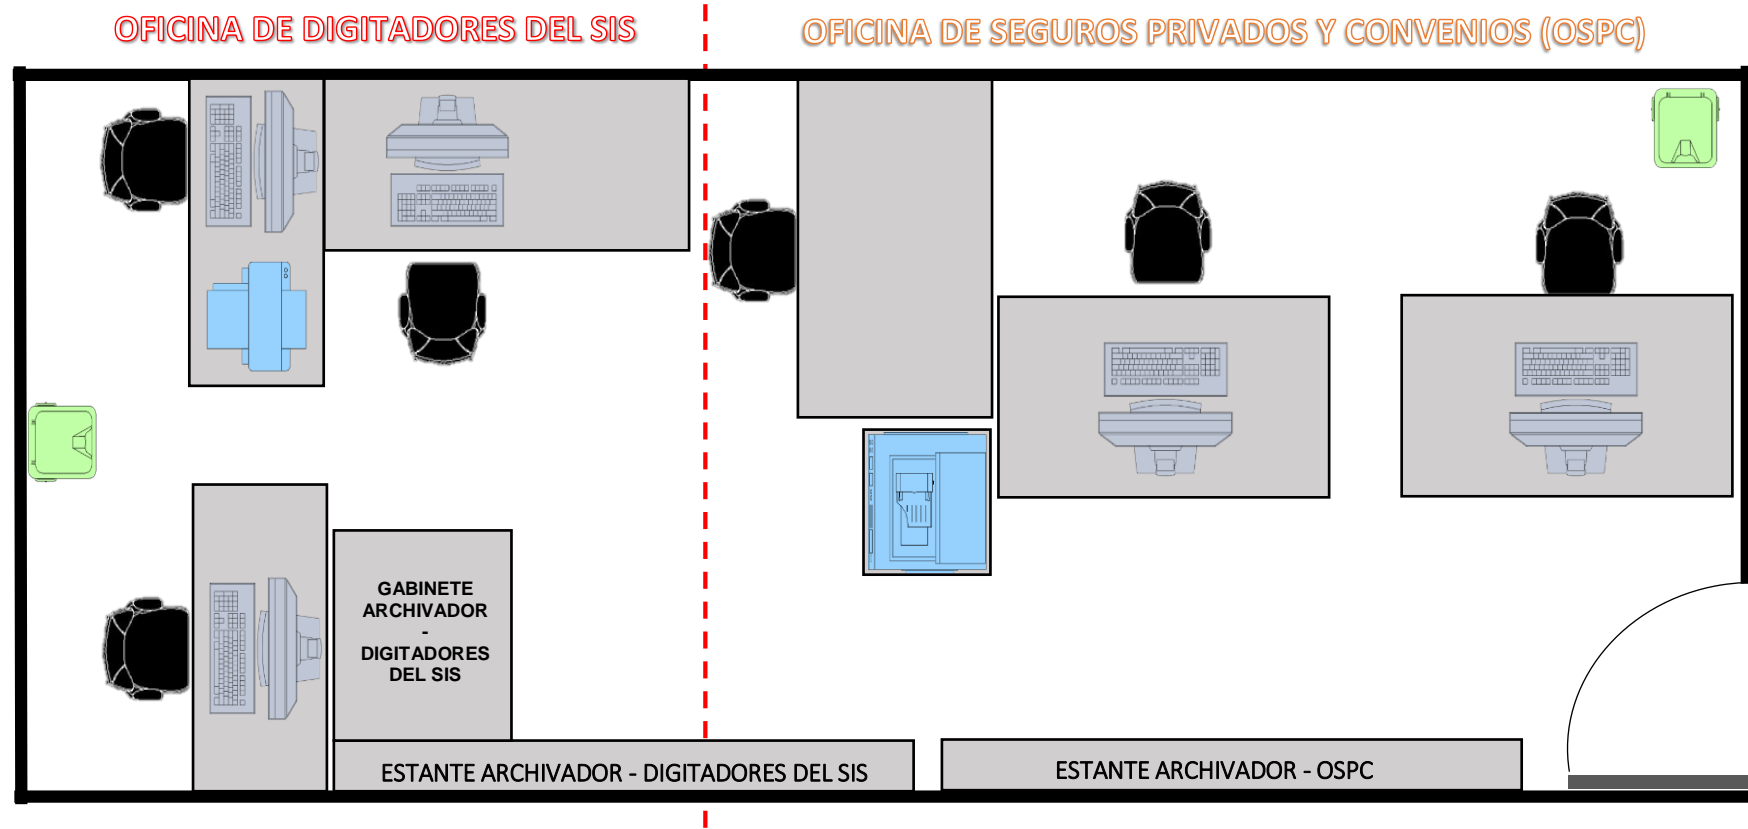 OFICINA DE DIGITADORES DEL SIS
OFICINA DE SEGUROS PRIVADOS Y CONVENIOS (OSPC)
GABINETE
ARCHIVADOR
-
DIGITADORES
DEL SIS
ESTANTE ARCHIVADOR - DIGITADORES DEL SIS
ESTANTE ARCHIVADOR - OSPC